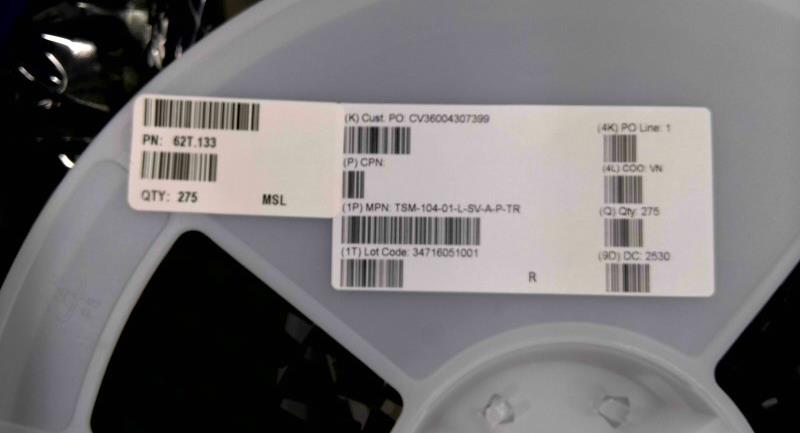 PN: 62T.133
QTY: 275 MSL
(K) Cust. PO: CV36004307399
(P) CPN:
(1P) MPN: TSM-104-01-L-SV-A-P-TR
(1T) Lot Code: 34716051001
R
(4K) PO Line: 1
(4L) COO: VN
(Q) Qty: 275
(9D) DC: 2530